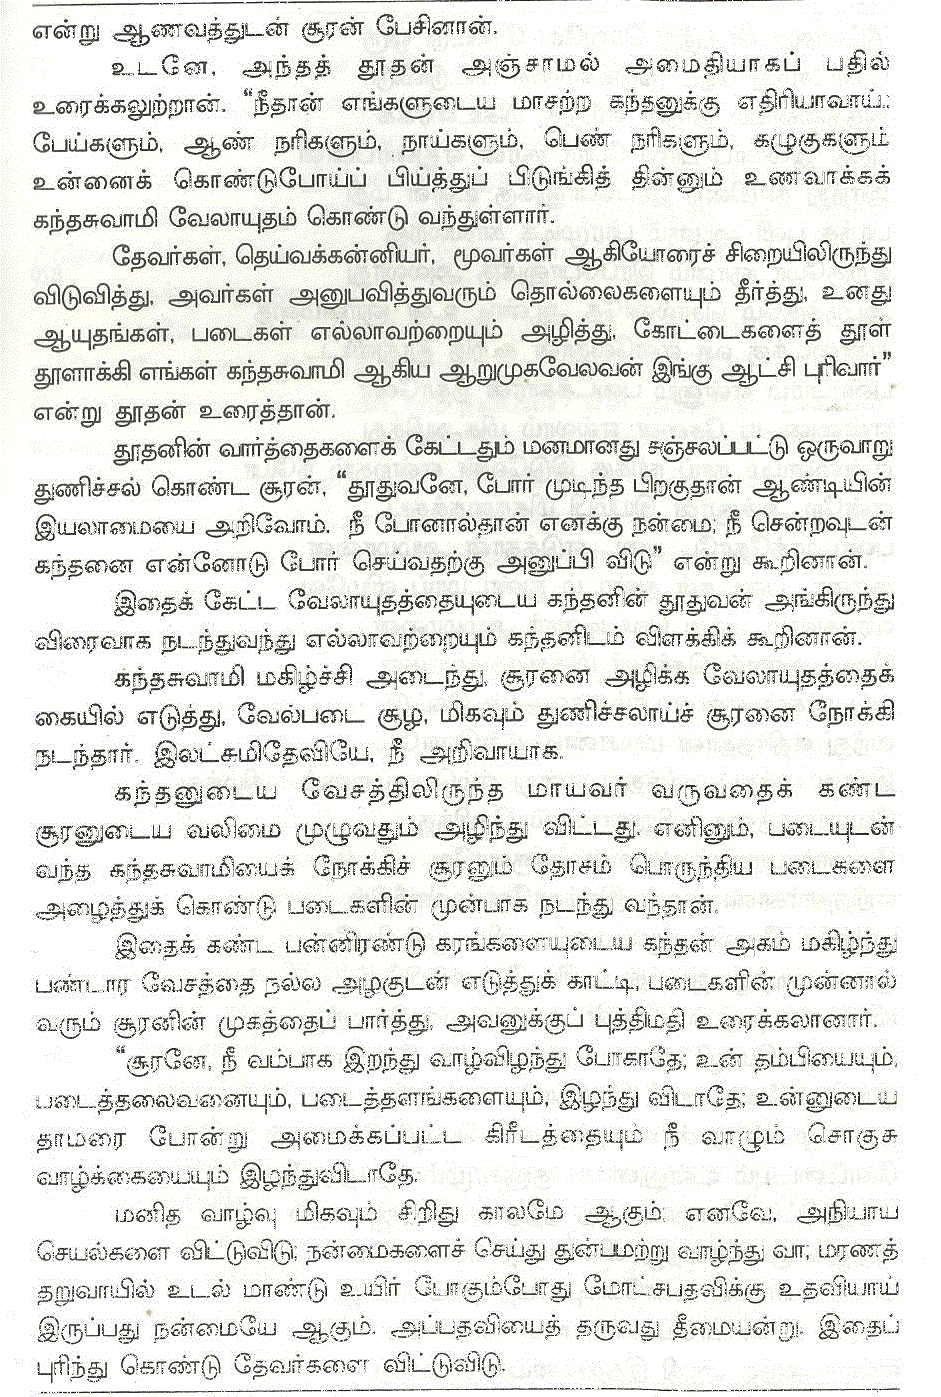 என்று ஆணவத்துடன் சூரன் பேசினான்.
உடனே, அந்தத் தூதன் அஞ்சாமல் அமைதியாகப் பதில்
உரைக்கலுற்றான். “நீதான் எங்களுடைய மாசற்ற கந்தனுக்கு எதிரியாவாய்;
பேய்களும், ஆண் நரிகளும், நாய்களும், பெண் நரிகளும், கழுகுகளும்
உன்னைக் கொண்டுபோய்ப் பிய்த்துப் பிடுங்கித் தின்னும் உணவாக்கக்
கந்தசுவாமி வேலாயுதம் கொண்டு வந்துள்ளார்.
தேவர்கள், தெய்வக்கன்னியர், மூவர்கள் ஆகியோரைச் சிறையிலிருந்து
விடுவித்து, அவர்கள் அனுபவித்துவரும் தொல்லைகளையும் தீர்த்து, உனது
ஆயுதங்கள், படைகள் எல்லாவற்றையும் அழித்து, கோட்டைகளைத் தூள்
தூளாக்கி எங்கள் கந்தசுவாமி ஆகிய ஆறுமுகவேலவன் இங்கு ஆட்சி புரிவார்”
என்று தூதன் உரைத்தான்.
தூதனின் வார்த்தைகளைக் கேட்டதும் மனமானது சஞ்சலப்பட்டு ஒருவாறு
துணிச்சல் கொண்ட சூரன், “தூதுவனே, போர் முடிந்த பிறகுதான் ஆண்டியின்
இயலாமையை அறிவோம். நீ போனால்தான் எனக்கு நன்மை; நீ சென்றவுடன்
கந்தனை என்னோடு போர் செய்வதற்கு அனுப்பி விடு” என்று கூறினான்.
இதைக் கேட்ட வேலாயுதத்தையுடைய கந்தனின் தூதுவன் அங்கிருந்து
விரைவாக நடந்துவந்து எல்லாவற்றையும் கந்தனிடம் விளக்கிக் கூறினான்.
கந்தசுவாமி மகிழ்ச்சி அடைந்து, சூரனை அழிக்க வேலாயுதத்தைக்
கையில் எடுத்து, வேல்படை சூழ, மிகவும் துணிச்சலாய்ச் சூரனை நோக்கி
நடந்தார். இலட்சுமிதேவியே, நீ அறிவாயாக.
கந்தனுடைய வேசத்திலிருந்த மாயவர் வருவதைக் கண்ட
சூரனுடைய வலிமை முழுவதும் அழிந்து விட்டது. எனினும், படையுடன்
வந்த கந்தசுவாமியைக் நோக்கிச் சூரனும் தோசம் பொருந்திய படைகளை
அழைத்துக் கொண்டு படைகளின் முன்பாக நடந்து வந்தான்.
இதைக் கண்ட பன்னிரண்டு கரங்களையுடைய கந்தன் அகம் மகிழ்ந்து
பண்டார வேசத்தை நல்ல அழகுடன் எடுத்துக் காட்டி, படைகளின் முன்னால்
வரும் சூரனின் முகத்தைப் பார்த்து, அவனுக்குப் புத்திமதி உரைக்கலானார்.
“சூரனே, நீ வம்பாக இறந்து வாழ்விழந்து போகாதே; உன் தம்பியையும்,
படைத்தலைவனையும், படைத்தளங்களையும், இழந்து விடாதே; உன்னுடைய
தாமரை போன்று அமைக்கப்பட்ட கிரீடத்தையும் நீ வாழும் சொகுசு
வாழ்க்கையையும் இழந்துவிடாதே.
மனித வாழ்வு மிகவும் சிறிது காலமே ஆகும்; எனவே, அநியாய
செயல்களை விட்டுவிடு; நன்மைகளைச் செய்து துன்பமற்று வாழ்ந்து வா; மரணத்
தறுவாயில் உடல் மாண்டு உயிர் போகும்போது மோட்சபதவிக்கு உதவியாய்
இருப்பது நன்மையே ஆகும். அப்பதவியைத் தருவது தீமையன்று. இதைப்
புரிந்து கொண்டு தேவர்களை விட்டுவிடு.